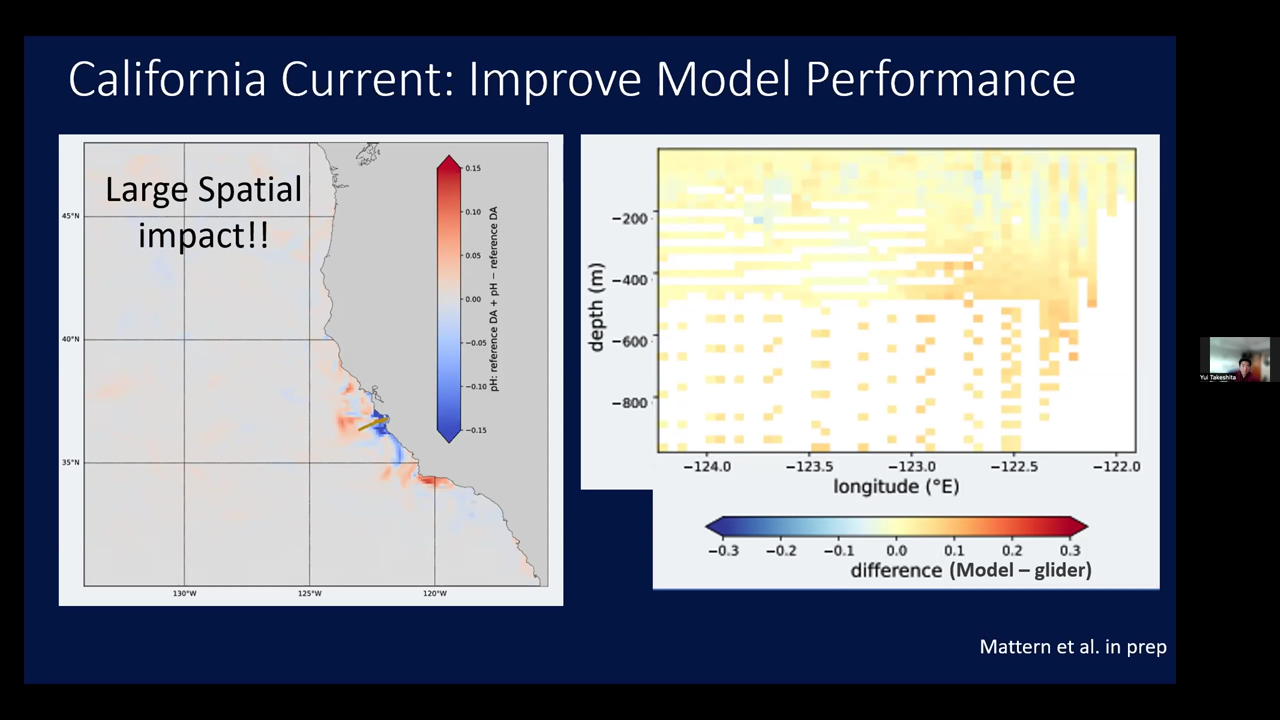 California Current: Improve Model Performance
Large Spatial
impact!!
45°N
40°N
35°N
130°W
125°W
120°W
0.15
0.10
0.05
0.00
−0.05
−0.10
−0.15
pH: reference DA + pH − reference DA
depth (m)
−200
−400
−600
−800
−124.0
−123.5
−123.0
−122.5
−122.0
longitude (°E)
−0.3
−0.2
−0.1
0.0
0.1
0.2
0.3
difference (Model – glider)
Mattern et al. in prep
Yui Takeshita